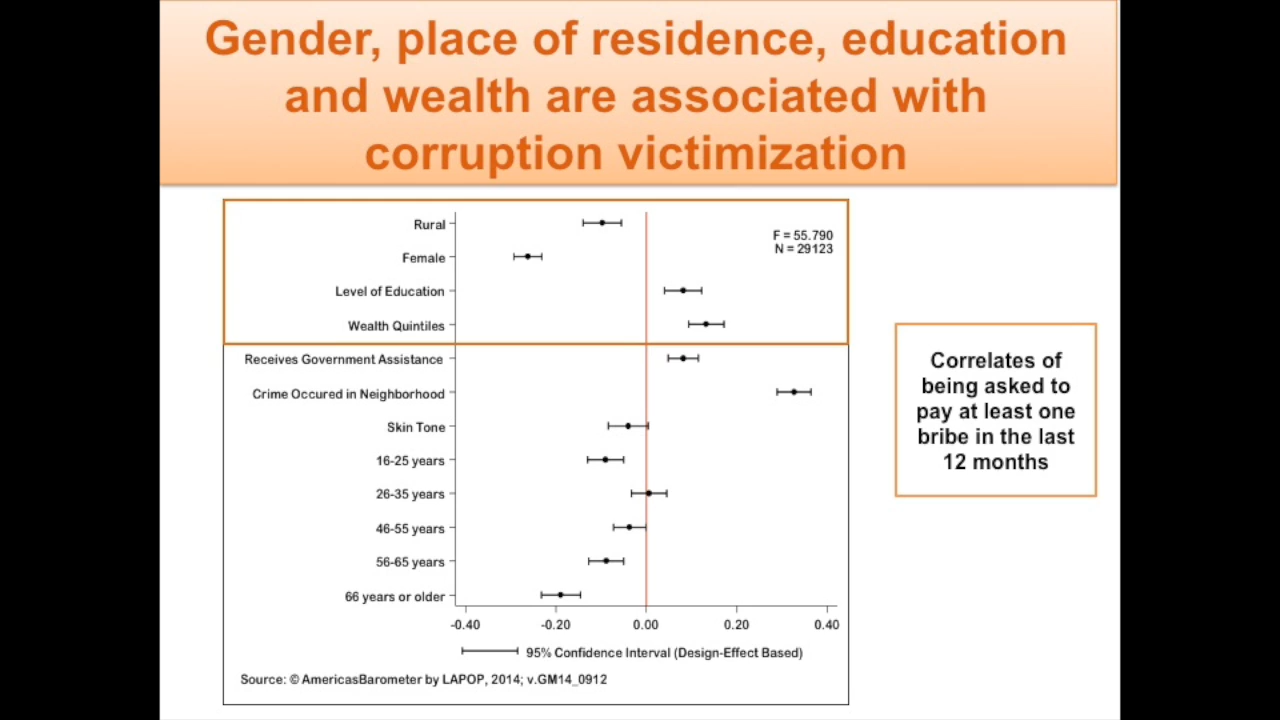 Gender, place of residence, education
and wealth are associated with
corruption victimization
Rural
Female
Level of Education
Wealth Quintiles
Receives Government Assistance
Crime Occured in Neighborhood
Skin Tone
16-25 years
26-35 years
46-55 years
56-65 years
66 years or older
F = 55.790
N = 29123
-0.40 -0.20 0.00 0.20 0.40
95% Confidence Interval (Design-Effect Based)
Source: © AmericasBarometer by LAPOP, 2014; v.GM14_0912
Correlates of
being asked to
pay at least one
bribe in the last
12 months